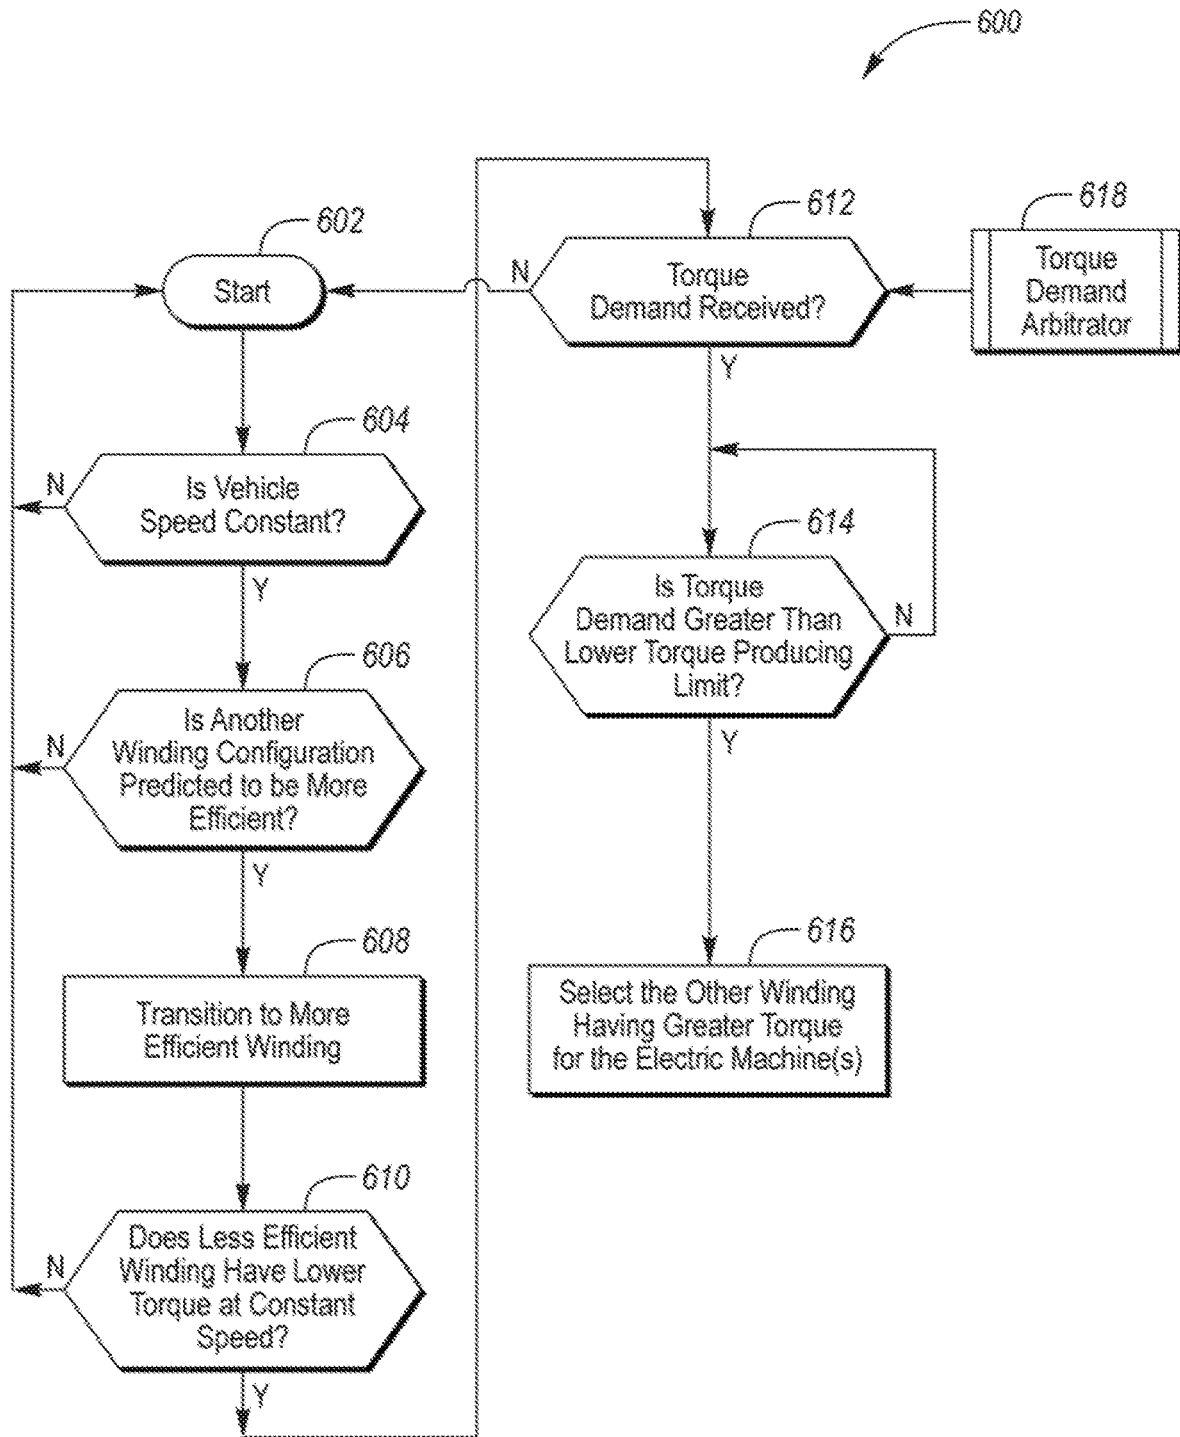 600
602
Start
604
Is Vehicle
Speed Constant?
N
Y
606
Is Another
Winding Configuration
Predicted to be More
Efficient?
N
Y
608
Transition to More
Efficient Winding
610
Does Less Efficient
Winding Have Lower
Torque at Constant
Speed?
N
Y
612
Torque
Demand Received?
N
Y
618
Torque
Demand
Arbitrator
614
Is Torque
Demand Greater Than
Lower Torque Producing
Limit?
N
Y
616
Select the Other Winding
Having Greater Torque
for the Electric Machine(s)